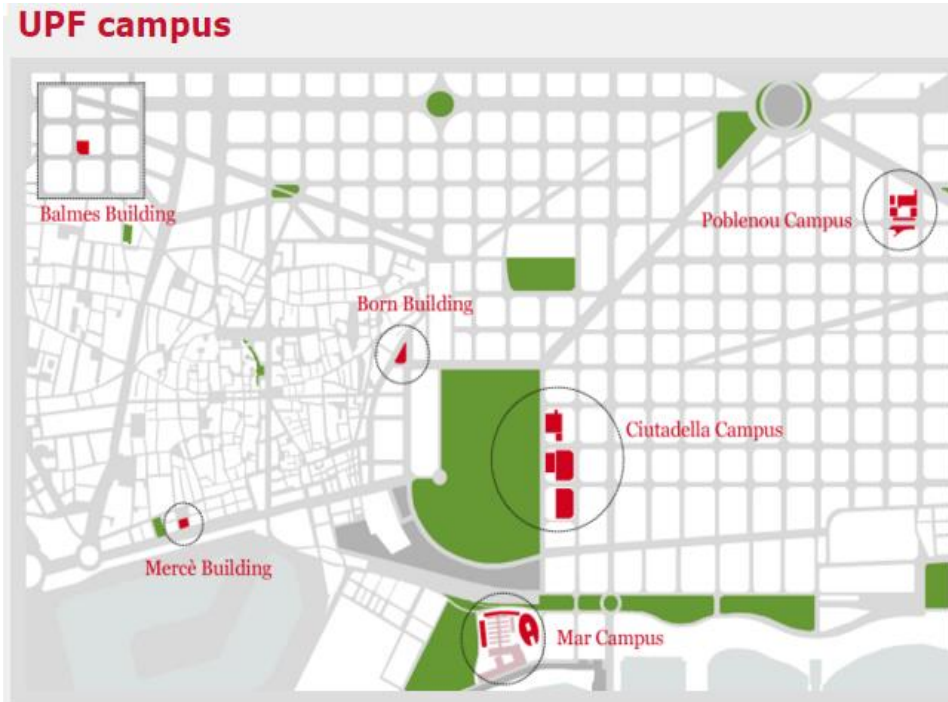 UPF campus
Balmes Building
Poblenou Campus
Born Building
Ciutadella Campus
Mercè Building
Mar Campus